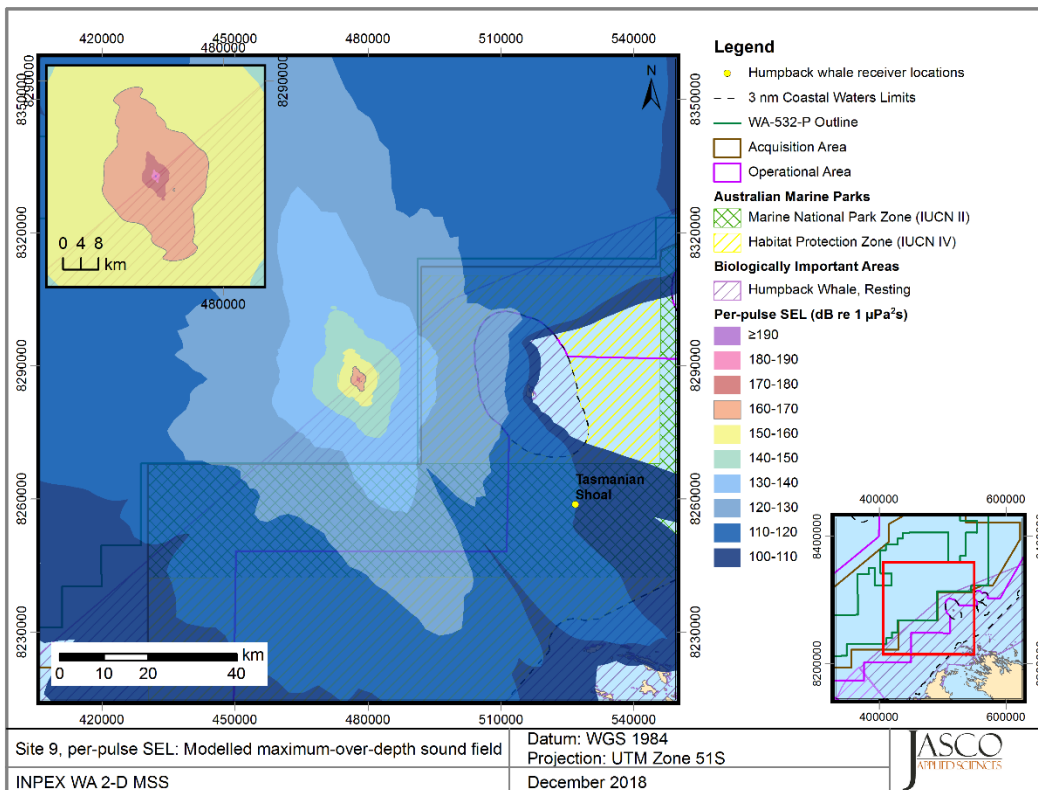 420000 450000 480000 510000 540000
480000
8290000
8290000
0 4 8
km
480000
N
8350000
8320000
8290000
8260000
8230000
8350000
8320000
8290000
8260000
8230000
Tasmanian
Shoal
0 10 20 40
km
420000 450000 480000 510000 540000
Legend
Humpback whale receiver locations
3 nm Coastal Waters Limits
WA-532-P Outline
Acquisition Area
Operational Area
Australian Marine Parks
Marine National Park Zone (IUCN II)
Habitat Protection Zone (IUCN IV)
Biologically Important Areas
Humpback Whale, Resting
Per-pulse SEL (dB re 1 µPa²s)
≥190
180-190
170-180
160-170
150-160
140-150
130-140
120-130
110-120
100-110
400000 600000
8400000
8200000
400000 600000
Site 9, per-pulse SEL: Modelled maximum-over-depth sound field
Datum: WGS 1984
Projection: UTM Zone 51S
INPEX WA 2-D MSS
December 2018
JASCO
APPLIED SCIENCES